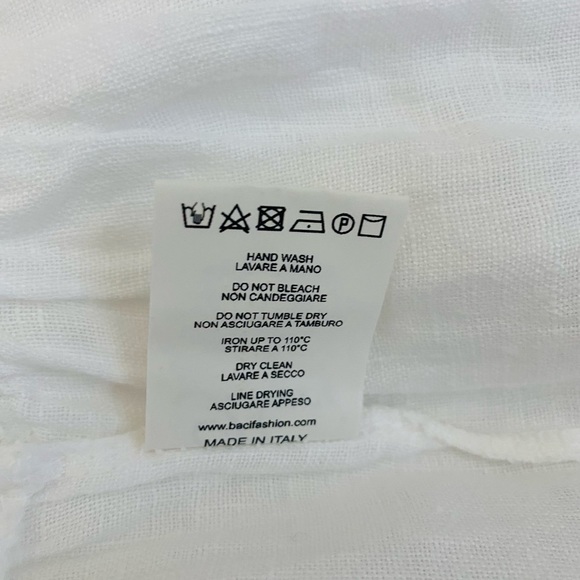 P
HAND WASH
LAVARE A MANO
DO NOT BLEACH
NON CANDEGGIARE
DO NOT TUMBLE DRY
NON ASCIUGARE A TAMBURO
IRON UP TO 110°C
STIRARE A 110°C
DRY CLEAN
LAVARE A SECCO
LINE DRYING
ASCIUGARE APPESO
www.bacifashion.com
MADE IN ITALY